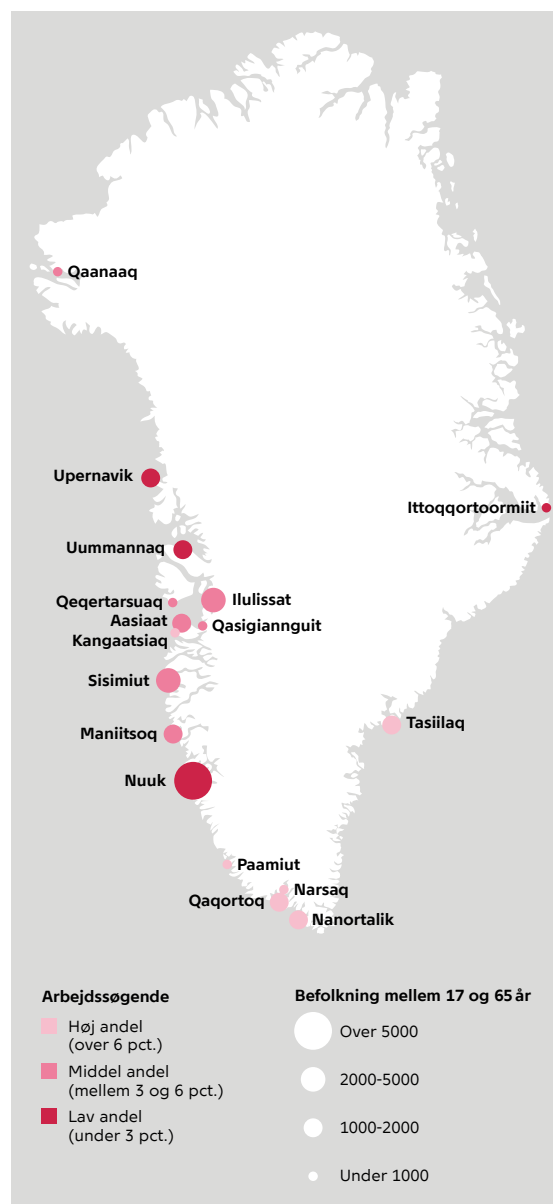 Qaanaaq
Upernavik
Ittoqqortoormiit
Uummannaq
Qeqertarsuaq
Ilulissat
Aasiaat
Qasigiannguit
Kangaatsiaq
Sisimiut
Tasiilaq
Maniitsoq
Nuuk
Paamiut
Narsaq
Qaqortoq
Nanortalik
Arbejdssøgende
Høj andel
(over 6 pct.)
Middel andel
(mellem 3 og 6 pct.)
Lav andel
(under 3 pct.)
Befolkning mellem 17 og 65 år
Over 5000
2000-5000
1000-2000
Under 1000